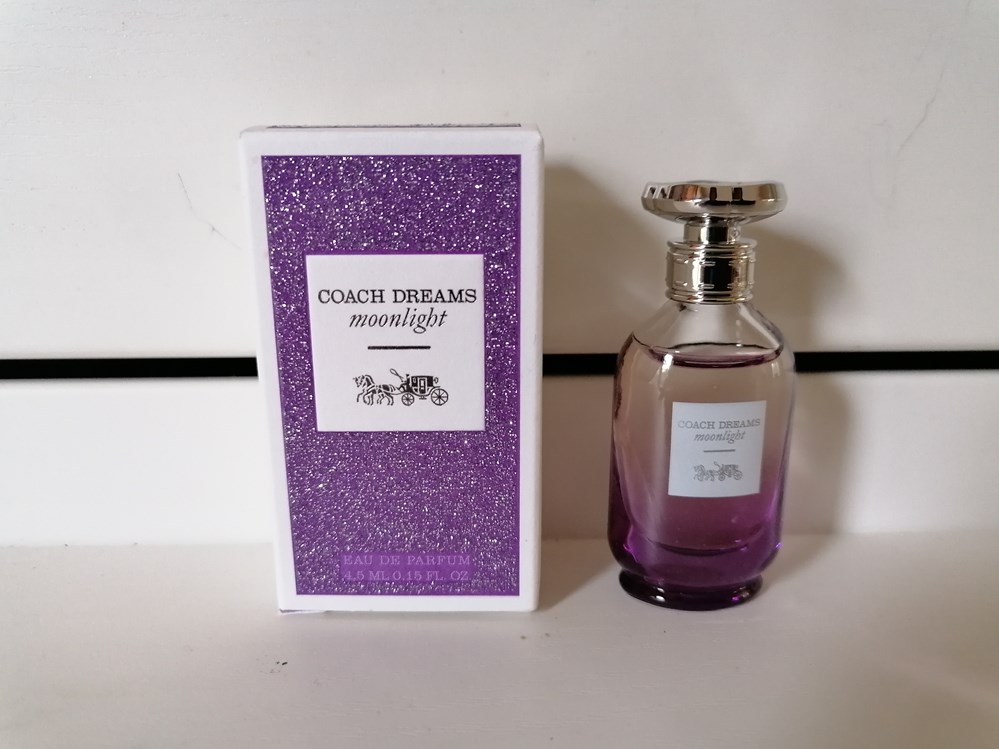 COACH DREAMS
moonlight
EAU DE PARFUM
4.5 ML 0.15 FL. OZ
COACH DREAMS
moonlight